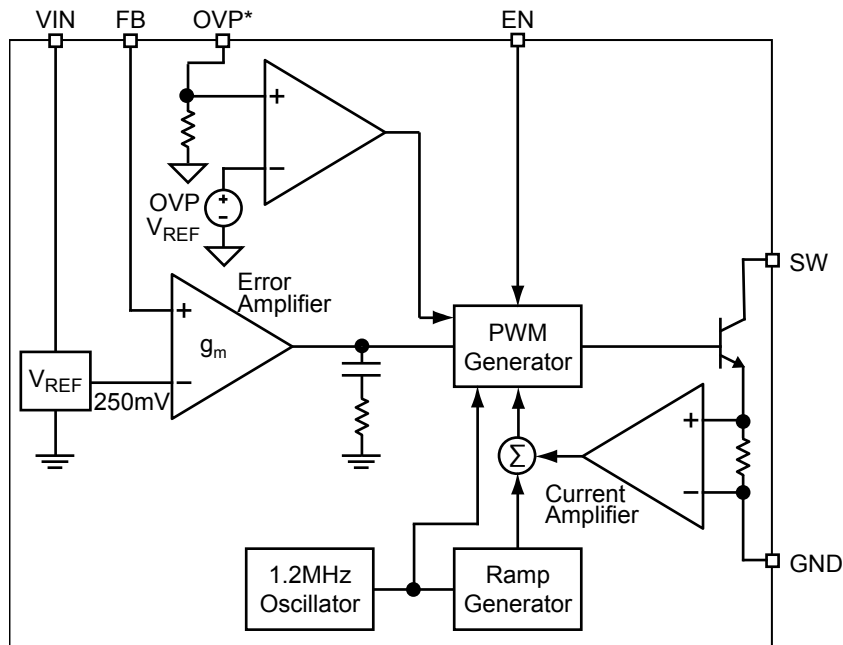 VIN FB OVP* EN
+
−
OVP
VREF
+
−
Error
Amplifier
+
gm
−
VREF
250mV
PWM
Generator
SW
Σ
+
−
Current
Amplifier
1.2MHz
Oscillator
Ramp
Generator
GND